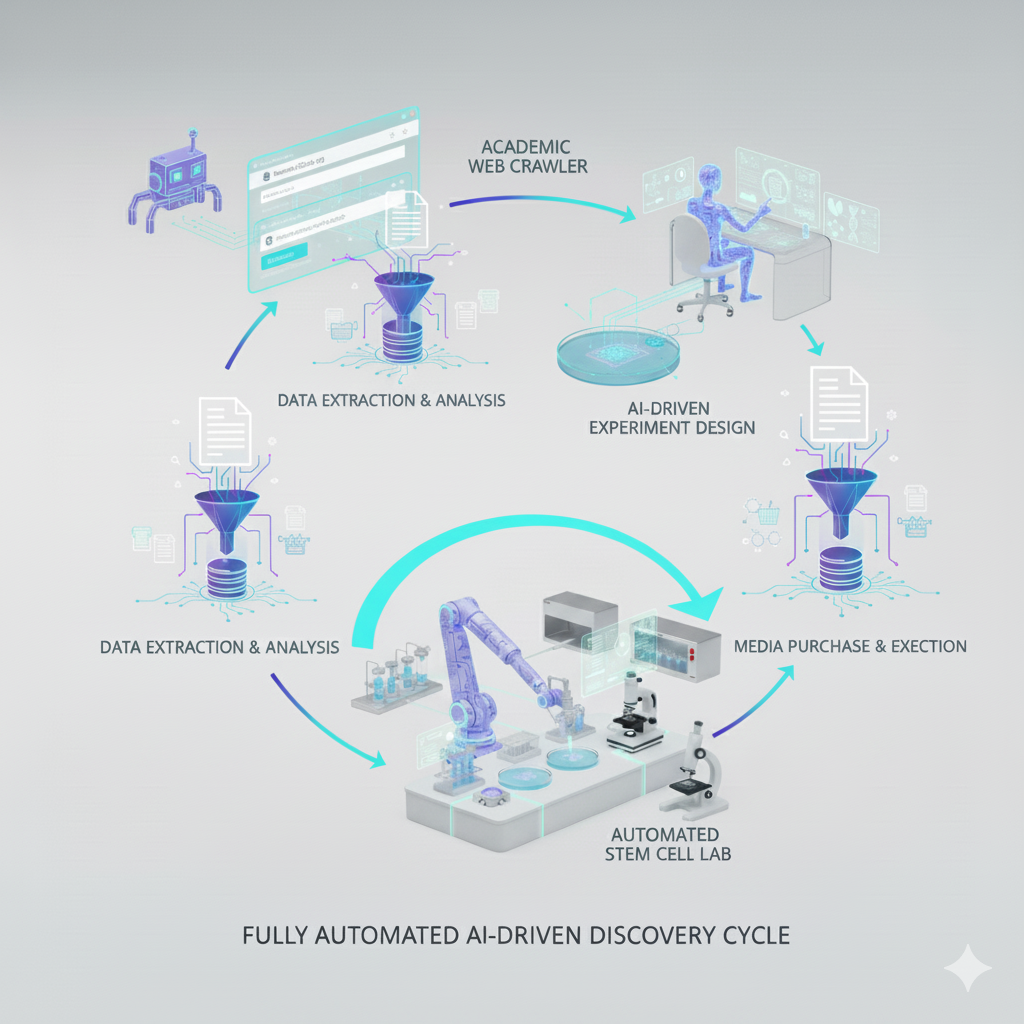 ACADEMIC
WEB CRAWLER
DATA EXTRACTION & ANALYSIS
AI-DRIVEN
EXPERIMENT DESIGN
DATA EXTRACTION & ANALYSIS
MEDIA PURCHASE & EXECTION
AUTOMATED
STEM CELL LAB
FULLY AUTOMATED AI-DRIVEN DISCOVERY CYCLE